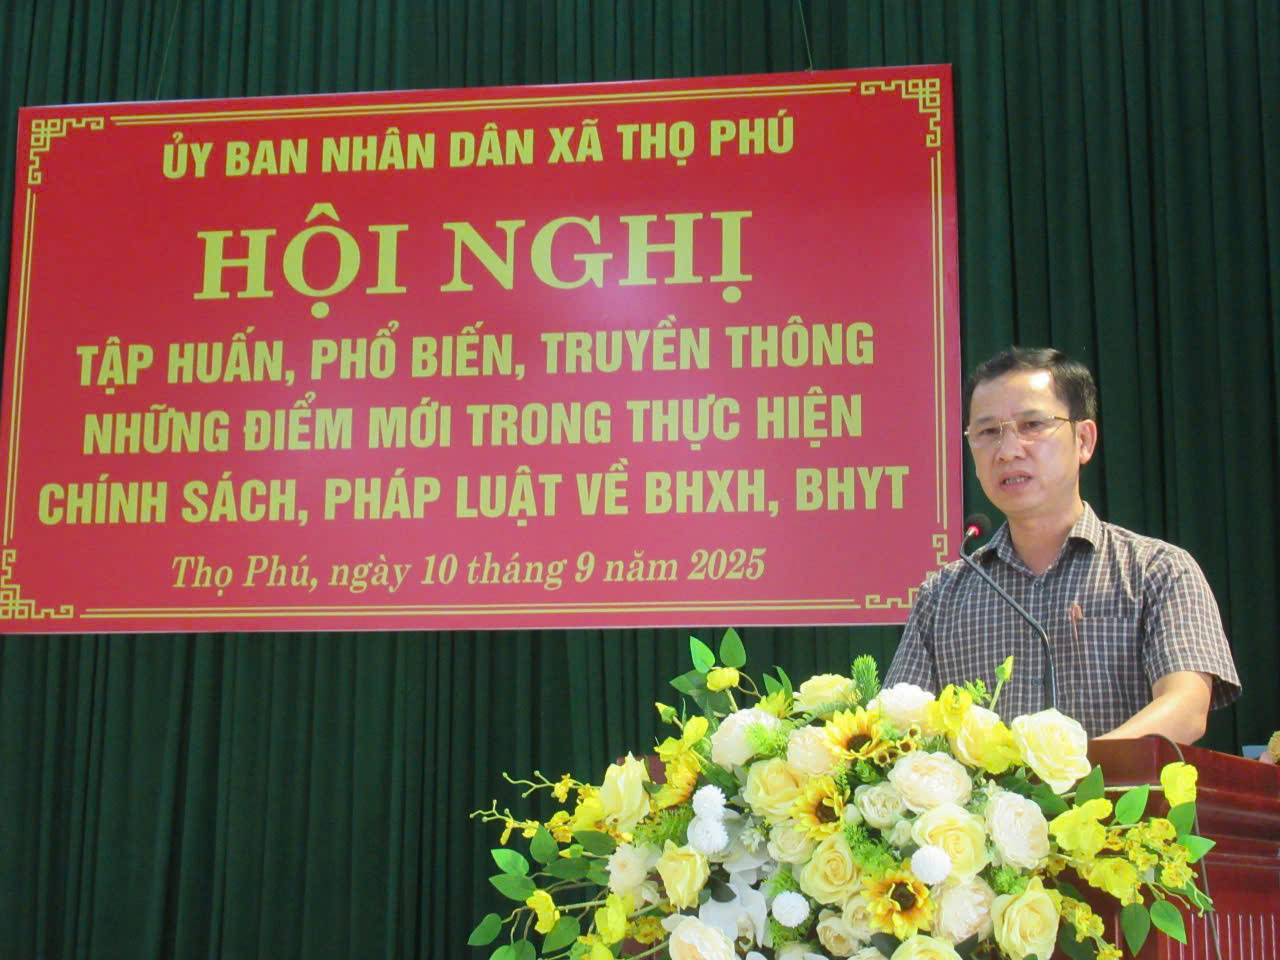 ỦY BAN NHÂN DÂN XÃ THỌ PHÚ
HỘI NGHỊ
TẬP HUẤN, PHỔ BIẾN, TRUYỀN THÔNG
NHỮNG ĐIỂM MỚI TRONG THỰC HIỆN
CHÍNH SÁCH, PHÁP LUẬT VỀ BHXH, BHYT
Thọ Phú, ngày 10 tháng 9 năm 2025